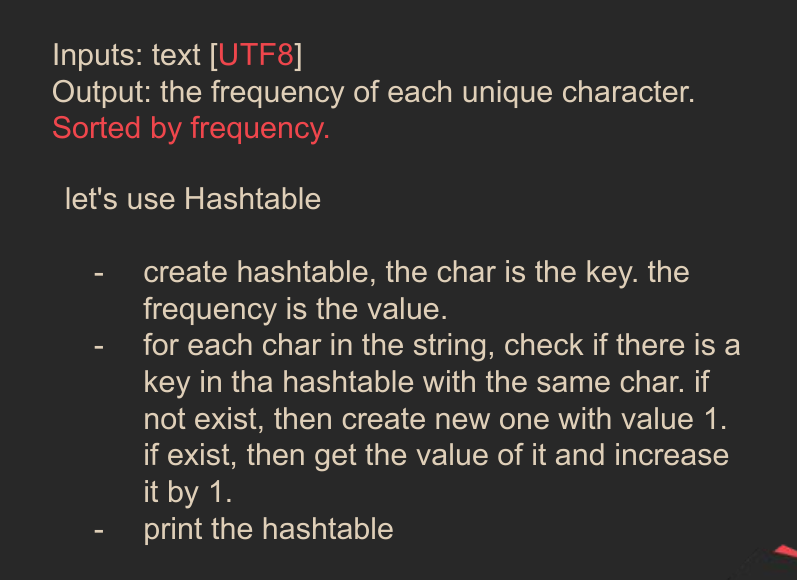 Inputs: text [UTF8]
Output: the frequency of each unique character.
Sorted by frequency.
let's use Hashtable
- create hashtable, the char is the key. the
frequency is the value.
- for each char in the string, check if there is a
key in tha hashtable with the same char. if
not exist, then create new one with value 1.
if exist, then get the value of it and increase
it by 1.
- print the hashtable